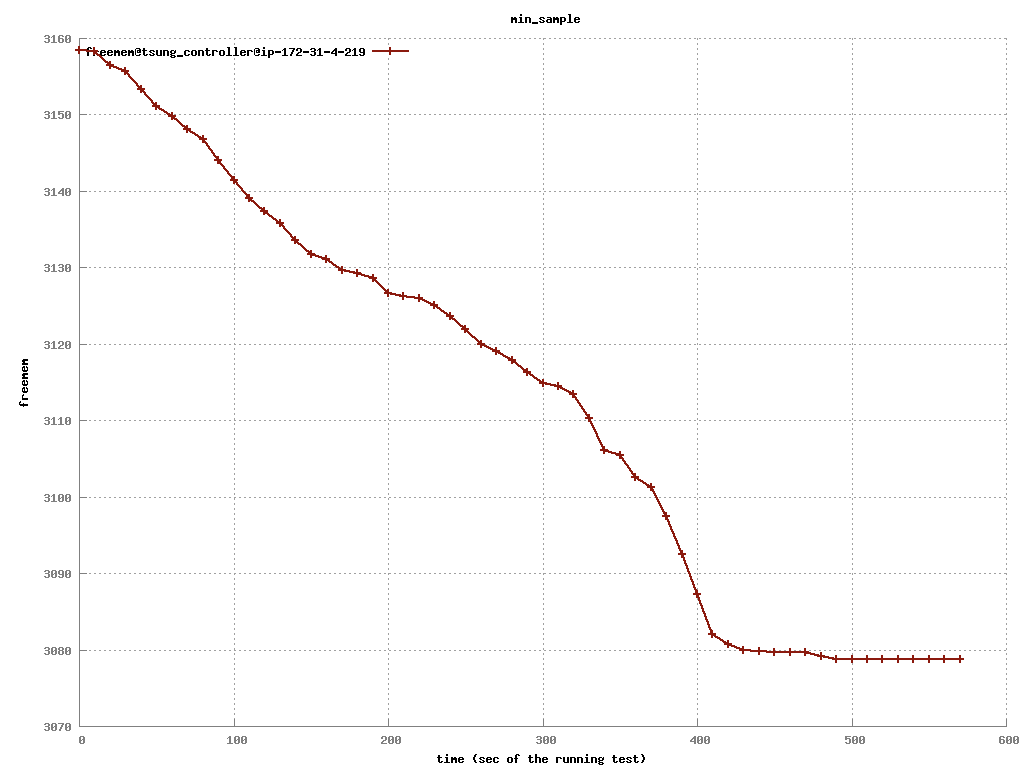 min_sample
3160
freemem@tsung_controller@ip-172-31-4-219
3150
3140
3130
3120
freemem
3110
3100
3090
3080
3070
0 100 200 300 400 500 600
time (sec of the running test)